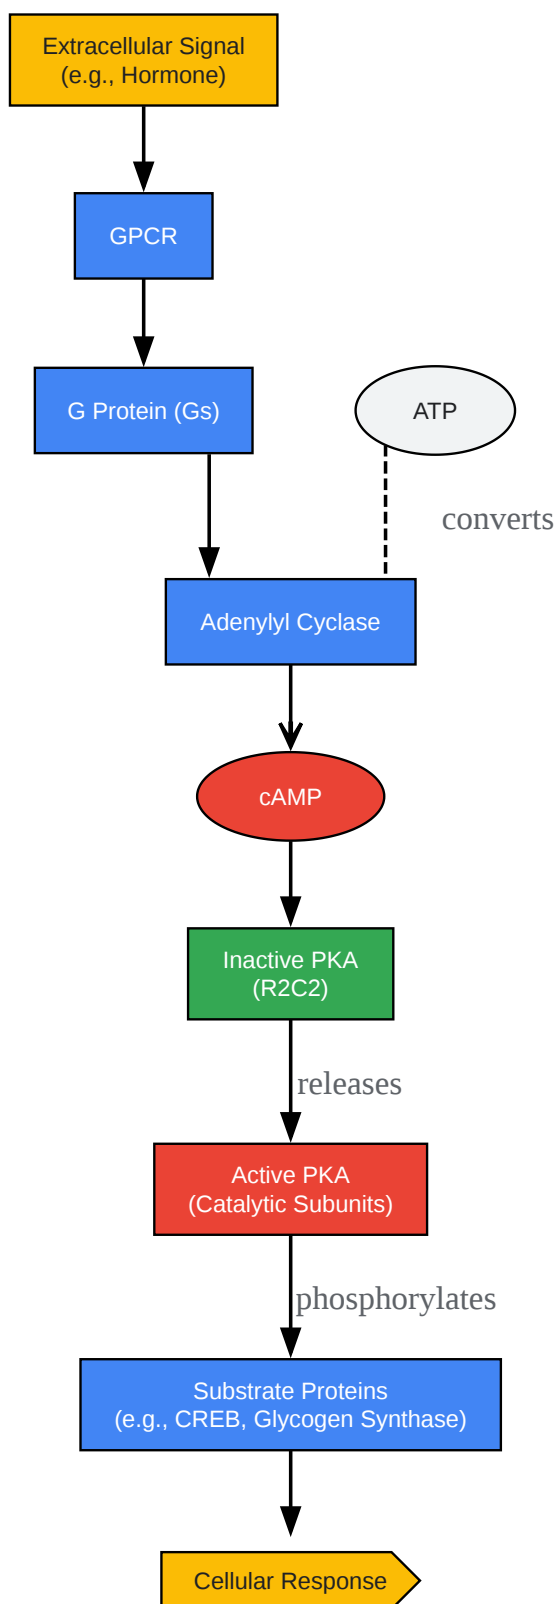 Extracellular Signal
(e.g., Hormone)
GPCR
G Protein (Gs)
ATP
converts
Adenylyl Cyclase
cAMP
Inactive PKA
(R2C2)
releases
Active PKA
(Catalytic Subunits)
phosphorylates
Substrate Proteins
(e.g., CREB, Glycogen Synthase)
Cellular Response